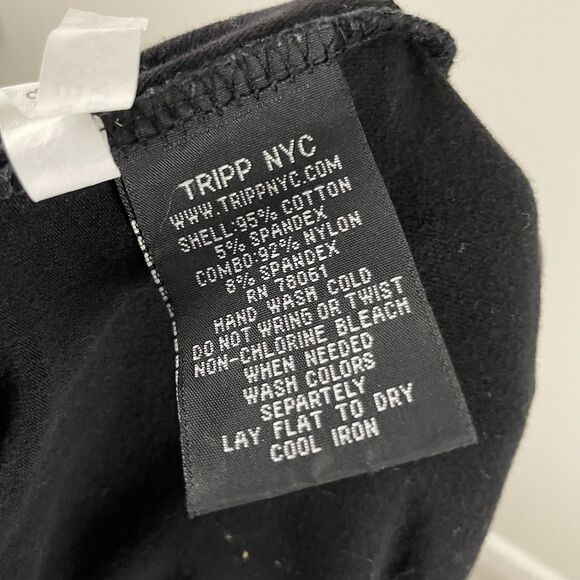 TRIPP NYC
WWW.TRIPPNYC.COM
SHELL-95% COTTON
5% SPANDEX
COMBO:92% NYLON
8% SPANDEX
RN 78061
HAND WASH COLD
DO NOT WRING OR TWIST
NON-CHLORINE BLEACH
WHEN NEEDED
WASH COLORS
SEPARTELY
LAY FLAT TO DRY
COOL IRON